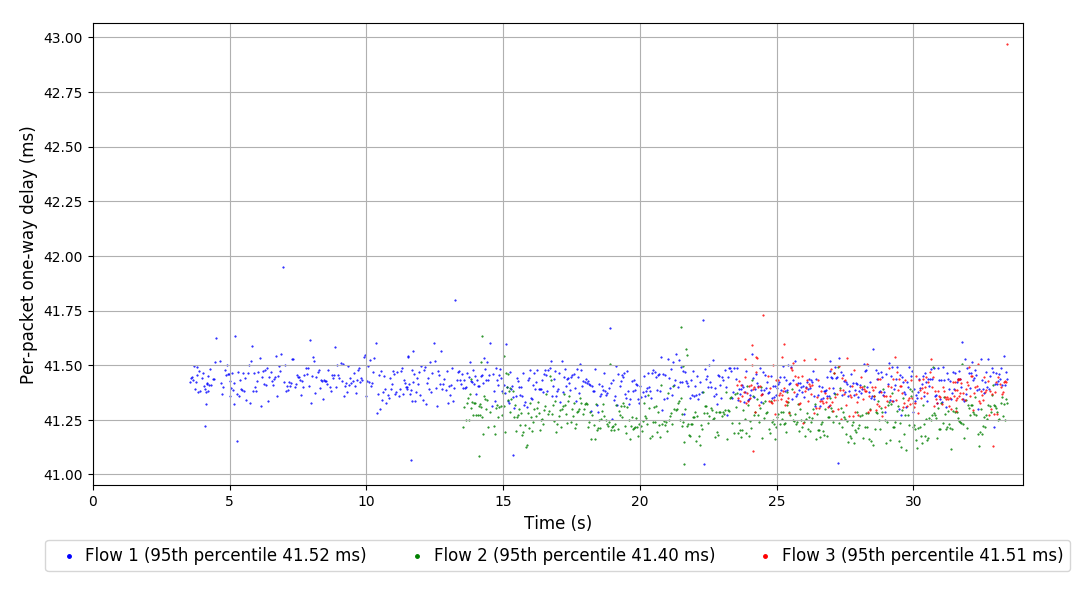 Per-packet one-way delay (ms)
43.00
42.75
42.50
42.25
42.00
41.75
41.50
41.25
41.00
0 5 10 15 20 25 30
Time (s)
Flow 1 (95th percentile 41.52 ms) Flow 2 (95th percentile 41.40 ms) Flow 3 (95th percentile 41.51 ms)